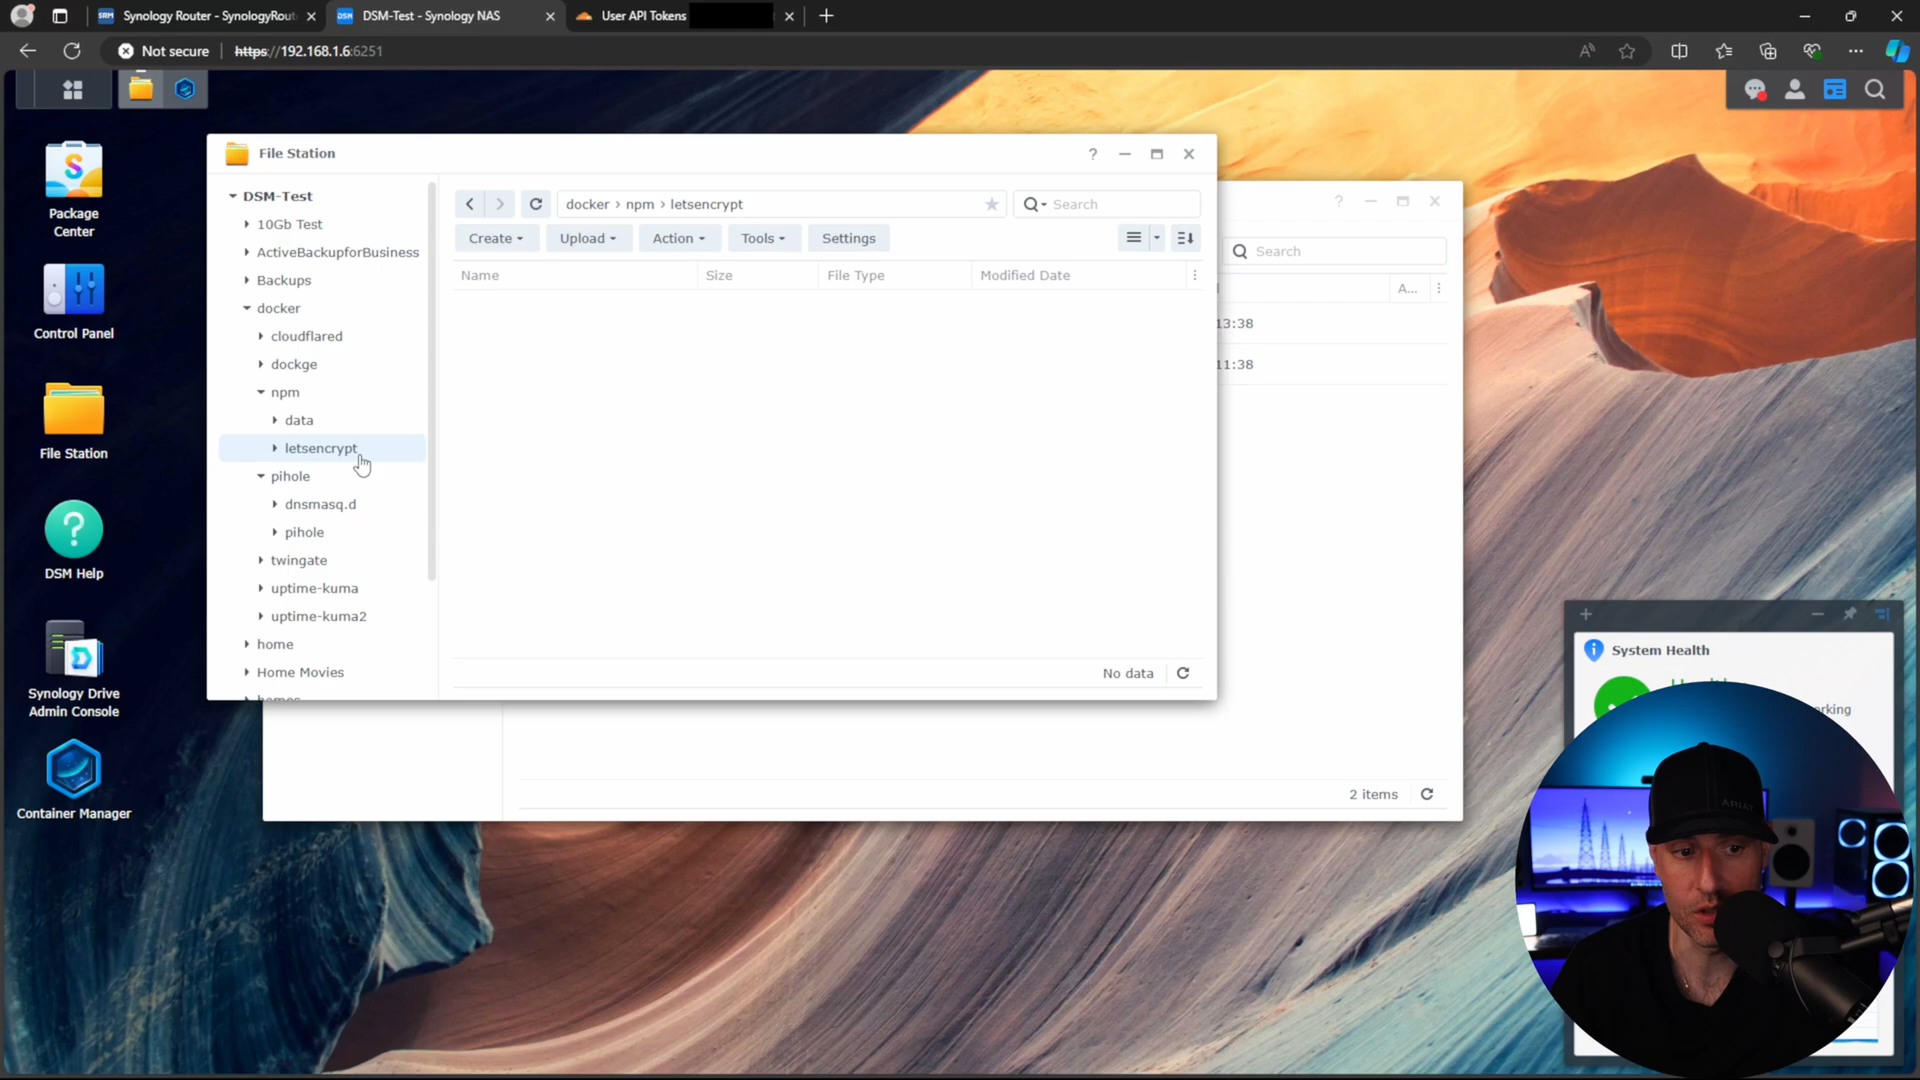 SRM Synology Router - SynologyRout
DSM DSM-Test - Synology NAS
User API Tokens
Not secure https://192.168.1.6:6251
Package
Center
Control Panel
File Station
DSM Help
Synology Drive
Admin Console
Container Manager
File Station
DSM-Test
10Gb Test
ActiveBackupforBusiness
Backups
docker
cloudflared
dockge
npm
data
letsencrypt
pihole
dnsmasq.d
pihole
twingate
uptime-kuma
uptime-kuma2
home
Home Movies
homes
docker › npm › letsencrypt
Search
Create
Upload
Action
Tools
Settings
Name
Size
File Type
Modified Date
No data
Search
A...
13:38
11:38
2 items
System Health
ARIAT